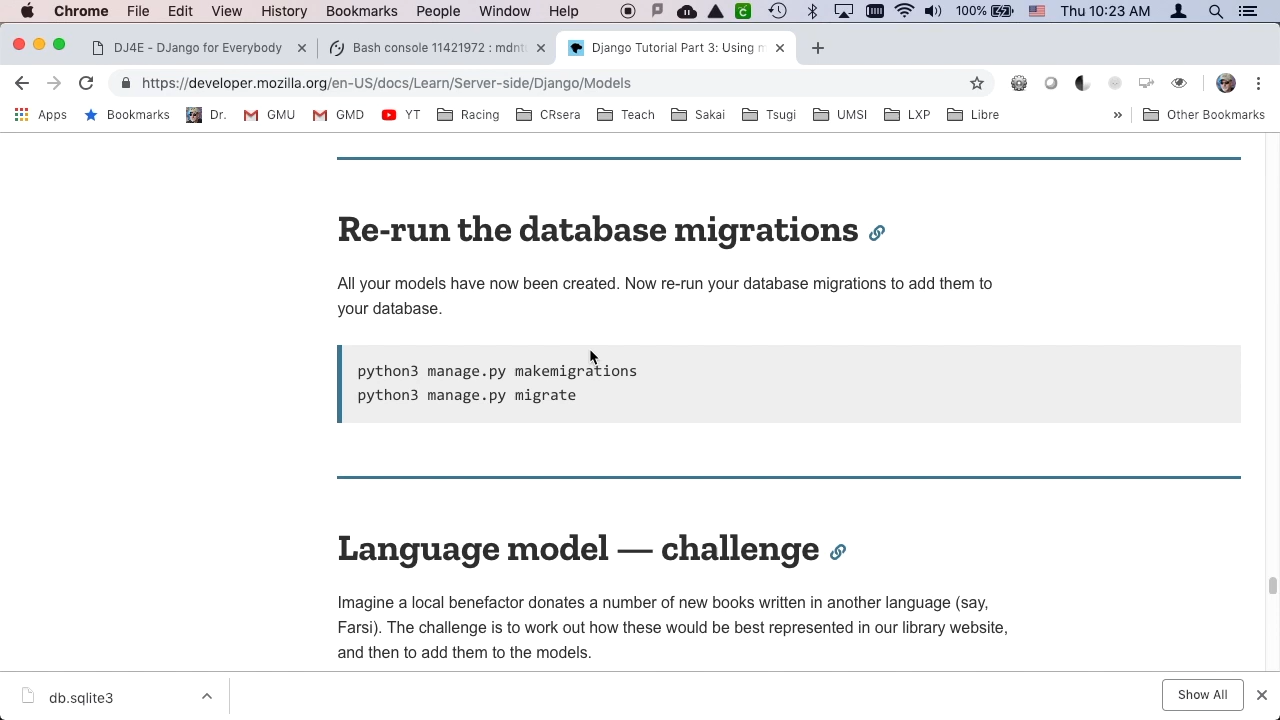 Chrome File Edit View History Bookmarks People Window Help 100% Thu 10:23 AM
DJ4E - DJango for Everybody Bash console 11421972 : mdnt Django Tutorial Part 3: Using m
https://developer.mozilla.org/en-US/docs/Learn/Server-side/Django/Models
Apps Bookmarks Dr. GMU GMD YT Racing CRsera Teach Sakai Tsugi UMSI LXP Libre » Other Bookmarks
Re-run the database migrations
All your models have now been created. Now re-run your database migrations to add them to
your database.
python3 manage.py makemigrations
python3 manage.py migrate
Language model — challenge
Imagine a local benefactor donates a number of new books written in another language (say,
Farsi). The challenge is to work out how these would be best represented in our library website,
and then to add them to the models.
db.sqlite3 Show All